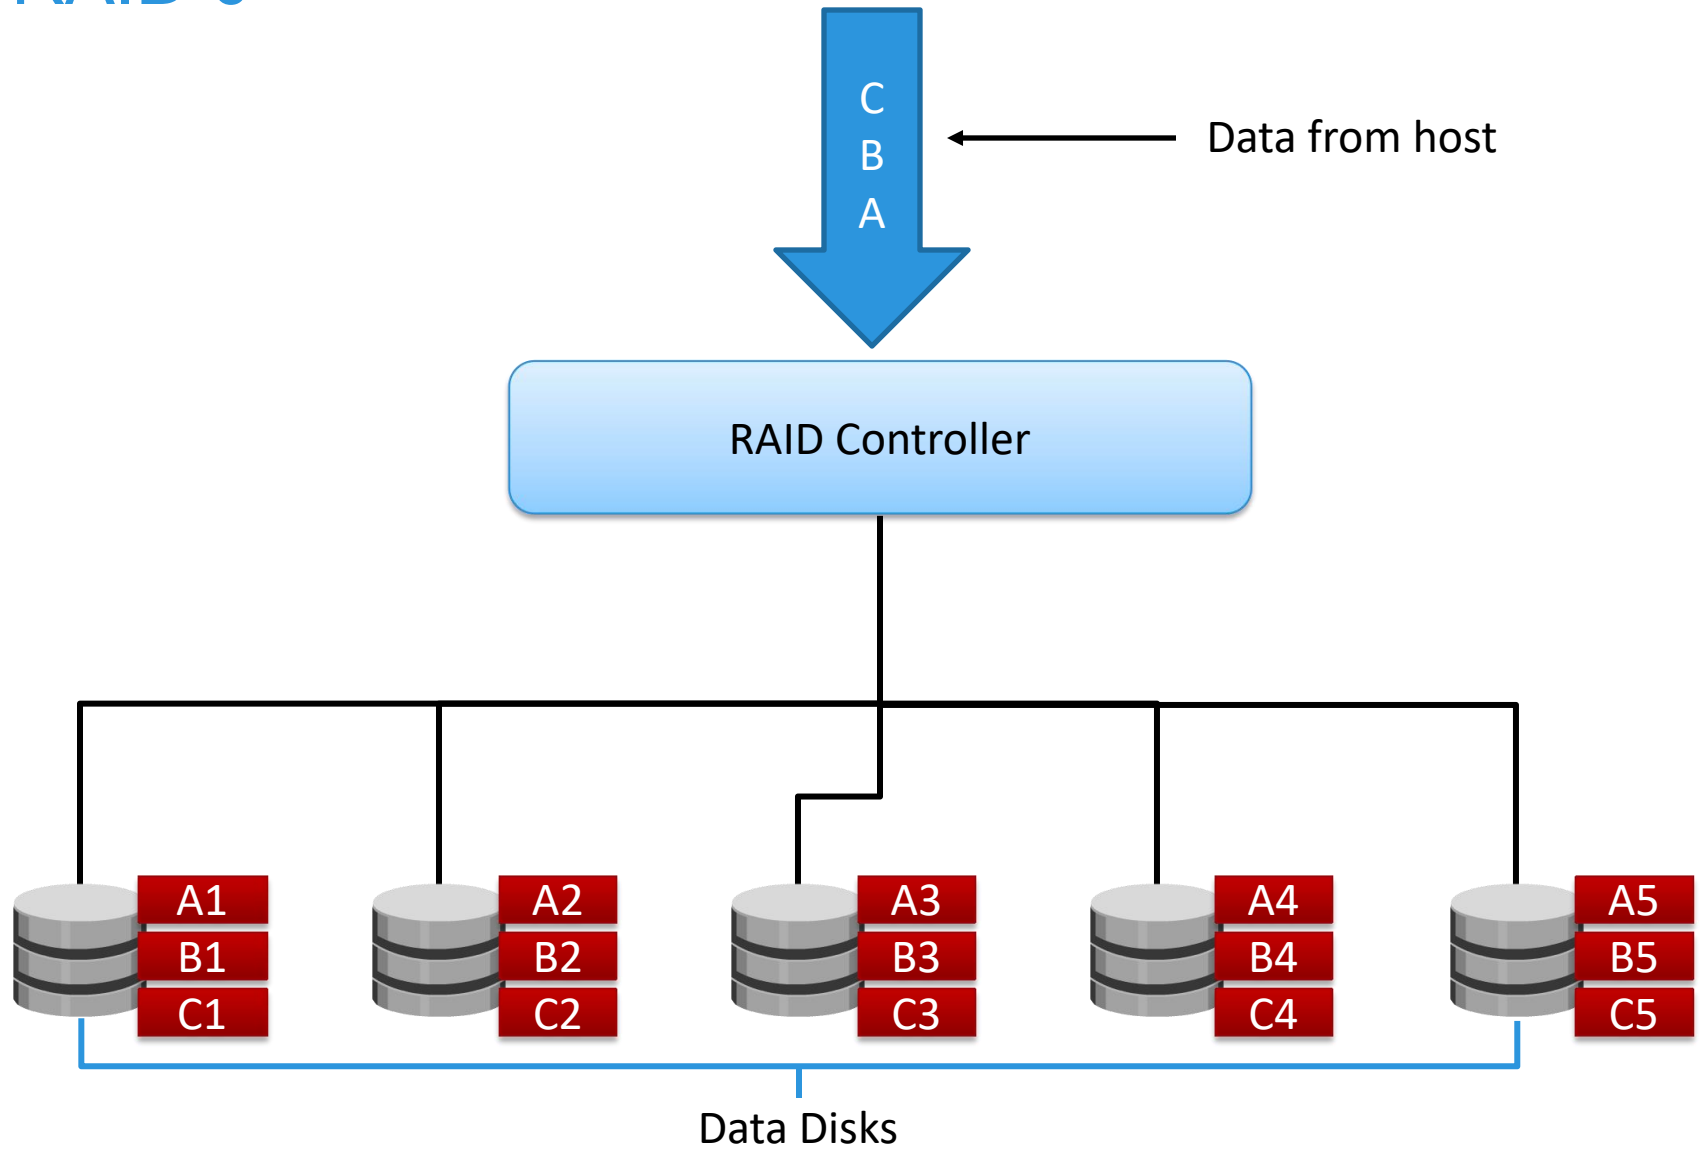 C
B
A
Data from host
RAID Controller
A1 A2 A3 A4 A5
B1 B2 B3 B4 B5
C1 C2 C3 C4 C5
Data Disks